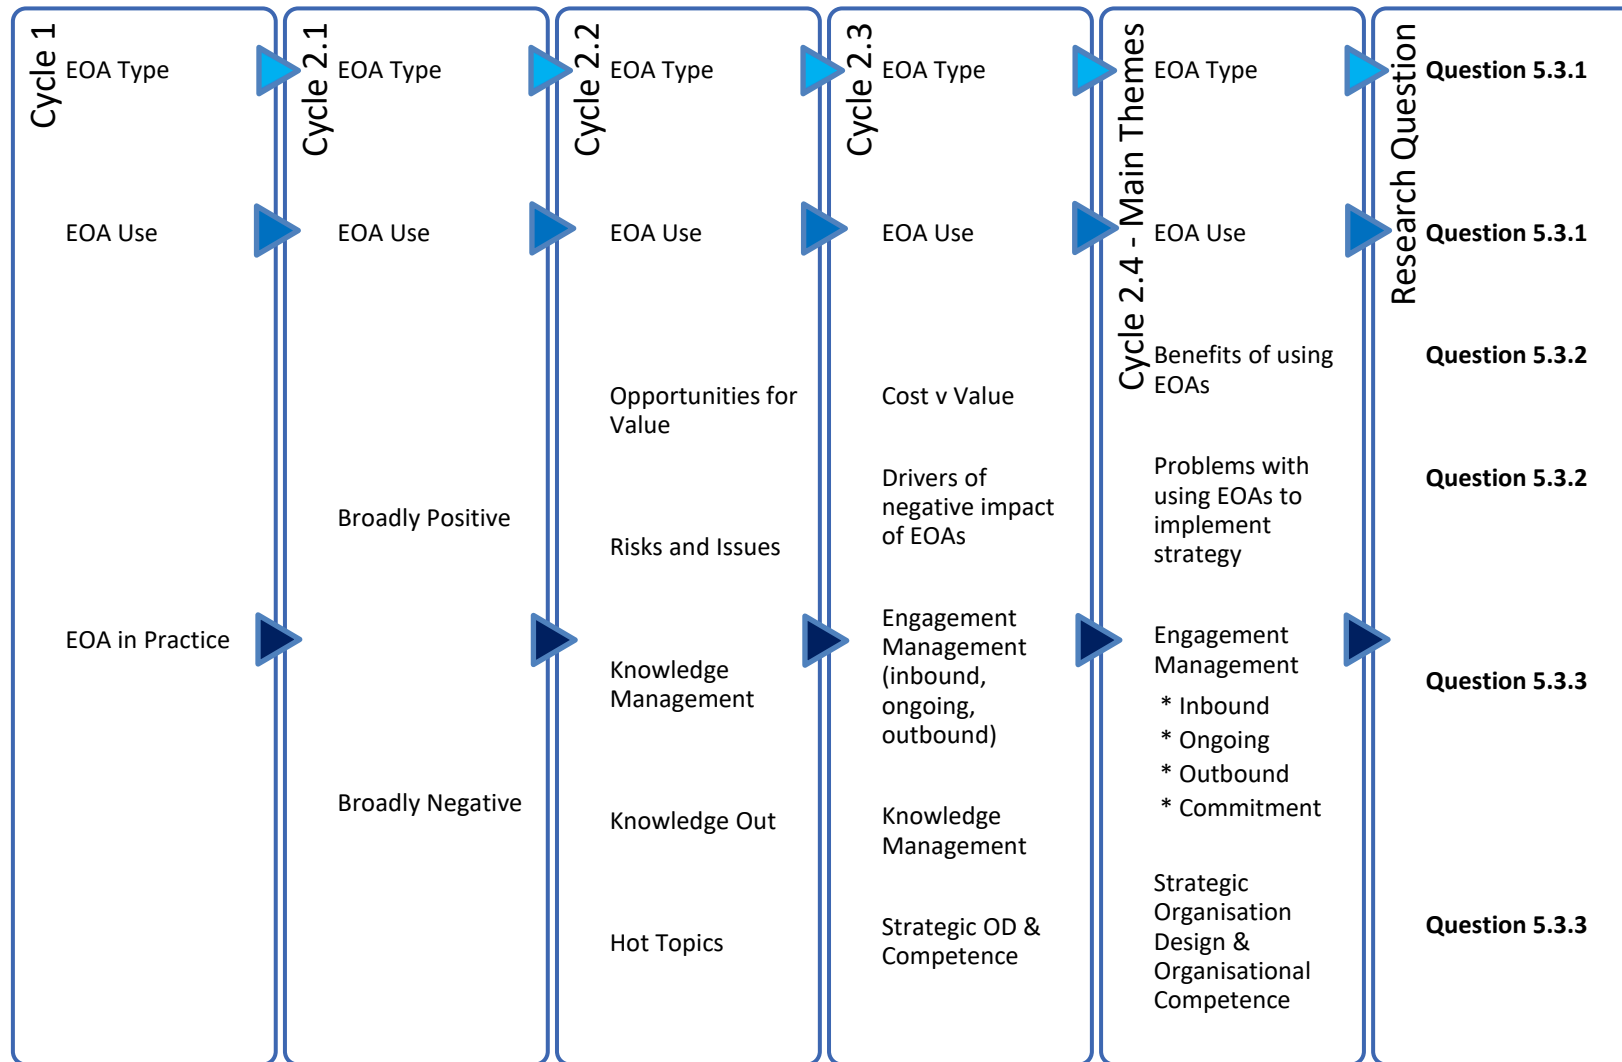 Cycle 1
EOA Type
EOA Use
EOA in Practice
Cycle 2.1
EOA Type
EOA Use
Broadly Positive
Broadly Negative
Cycle 2.2
EOA Type
EOA Use
Opportunities for
Value
Risks and Issues
Knowledge
Management
Knowledge Out
Hot Topics
Cycle 2.3
EOA Type
EOA Use
Cost v Value
Drivers of
negative impact
of EOAs
Engagement
Management
(inbound,
ongoing,
outbound)
Knowledge
Management
Strategic OD &
Competence
Cycle 2.4 - Main Themes
EOA Type
EOA Use
Benefits of using
EOAs
Problems with
using EOAs to
implement
strategy
Engagement
Management
* Inbound
* Ongoing
* Outbound
* Commitment
Strategic
Organisation
Design &
Organisational
Competence
Research Question
Question 5.3.1
Question 5.3.1
Question 5.3.2
Question 5.3.2
Question 5.3.3
Question 5.3.3